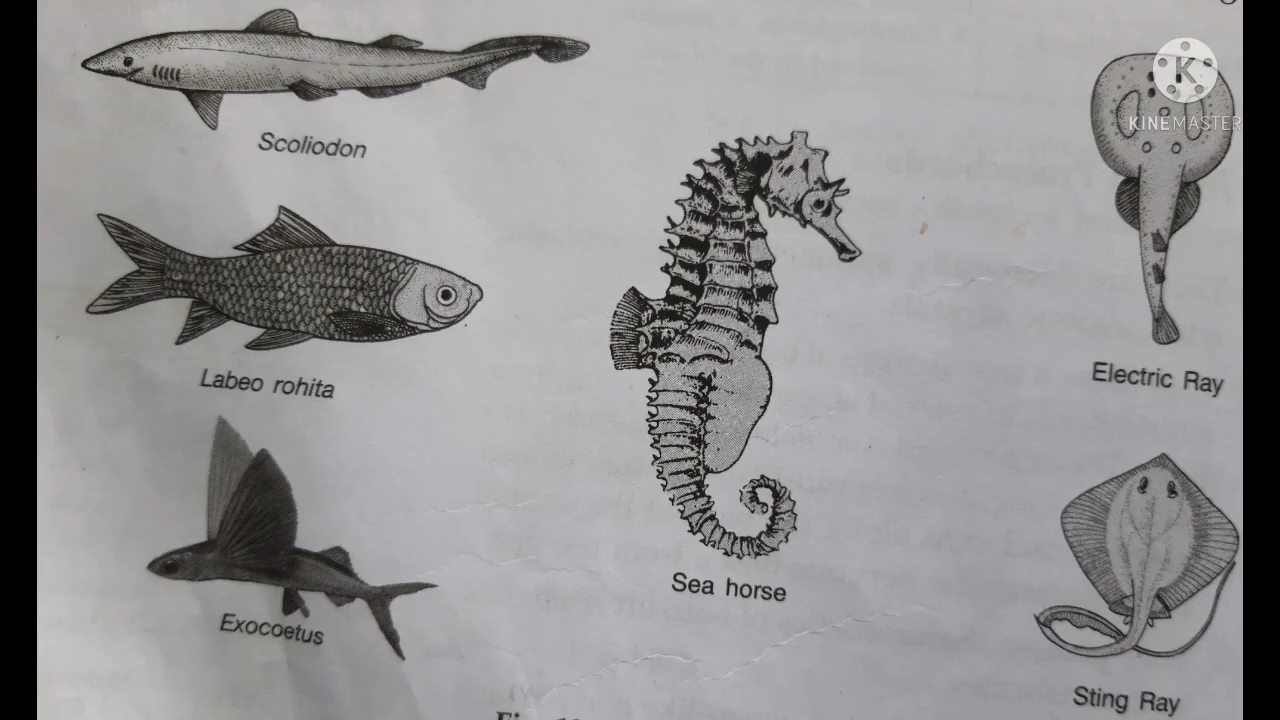 KINEMASTER
Scoliodon
Labeo rohita
Electric Ray
Sea horse
Exocoetus
Sting Ray